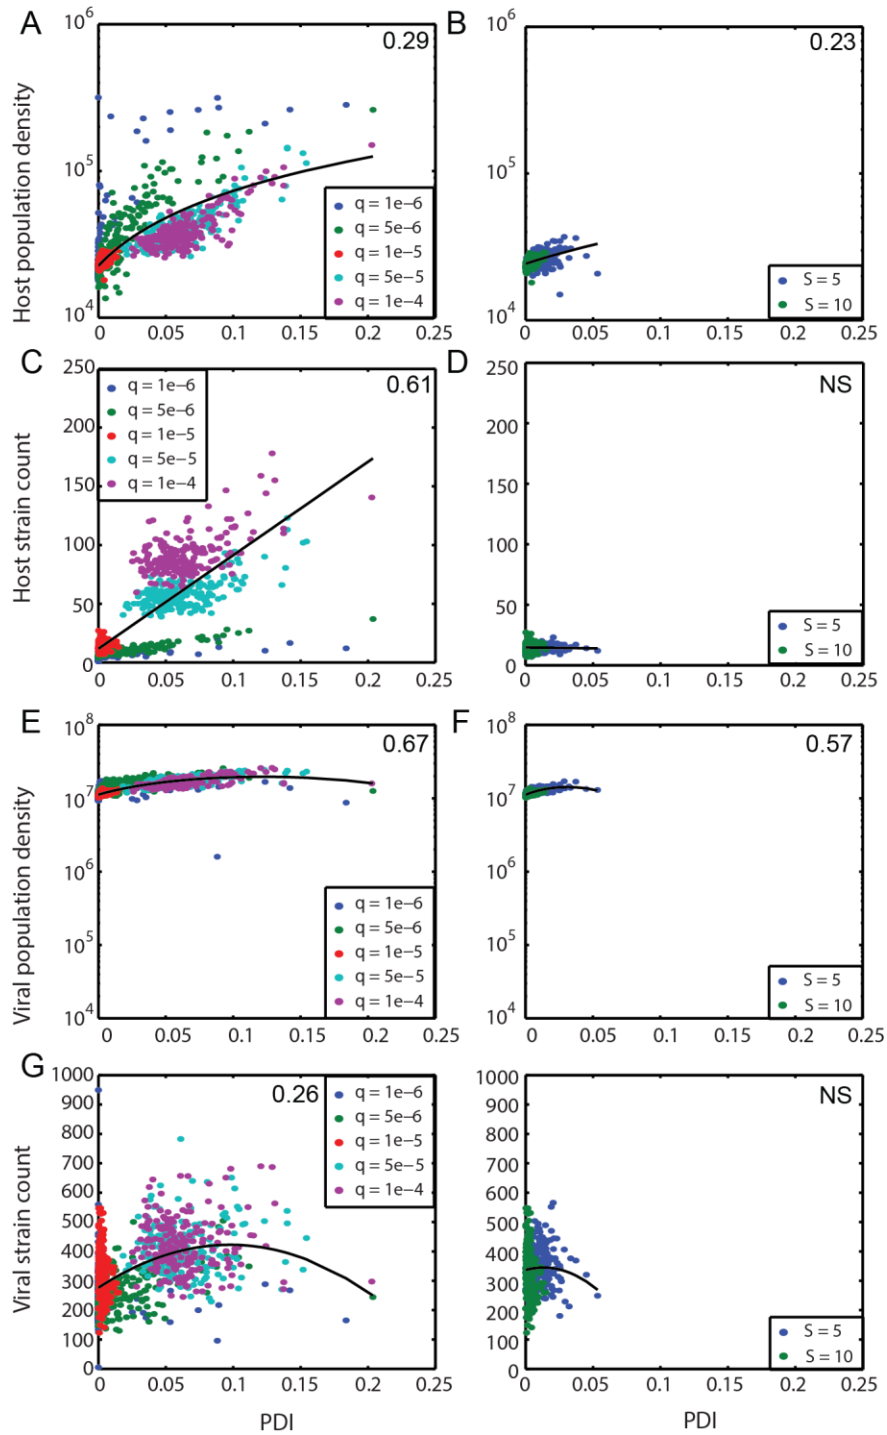 A
0.29
Host population density
10^6
10^5
10^4
q = 1e-6
q = 5e-6
q = 1e-5
q = 5e-5
q = 1e-4
0 0.05 0.1 0.15 0.2 0.25
B
0.23
10^6
10^5
10^4
S = 5
S = 10
0 0.05 0.1 0.15 0.2 0.25
C
0.61
Host strain count
250
200
150
100
50
0
q = 1e-6
q = 5e-6
q = 1e-5
q = 5e-5
q = 1e-4
0 0.05 0.1 0.15 0.2 0.25
D
NS
250
200
150
100
50
0
S = 5
S = 10
0 0.05 0.1 0.15 0.2 0.25
E
0.67
Viral population density
10^8
10^7
10^6
10^5
10^4
q = 1e-6
q = 5e-6
q = 1e-5
q = 5e-5
q = 1e-4
0 0.05 0.1 0.15 0.2 0.25
F
0.57
10^8
10^7
10^6
10^5
10^4
S = 5
S = 10
0 0.05 0.1 0.15 0.2 0.25
G
0.26
Viral strain count
1000
900
800
700
600
500
400
300
200
100
0
q = 1e-6
q = 5e-6
q = 1e-5
q = 5e-5
q = 1e-4
0 0.05 0.1 0.15 0.2 0.25
PDI
NS
1000
900
800
700
600
500
400
300
200
100
0
S = 5
S = 10
0 0.05 0.1 0.15 0.2 0.25
PDI